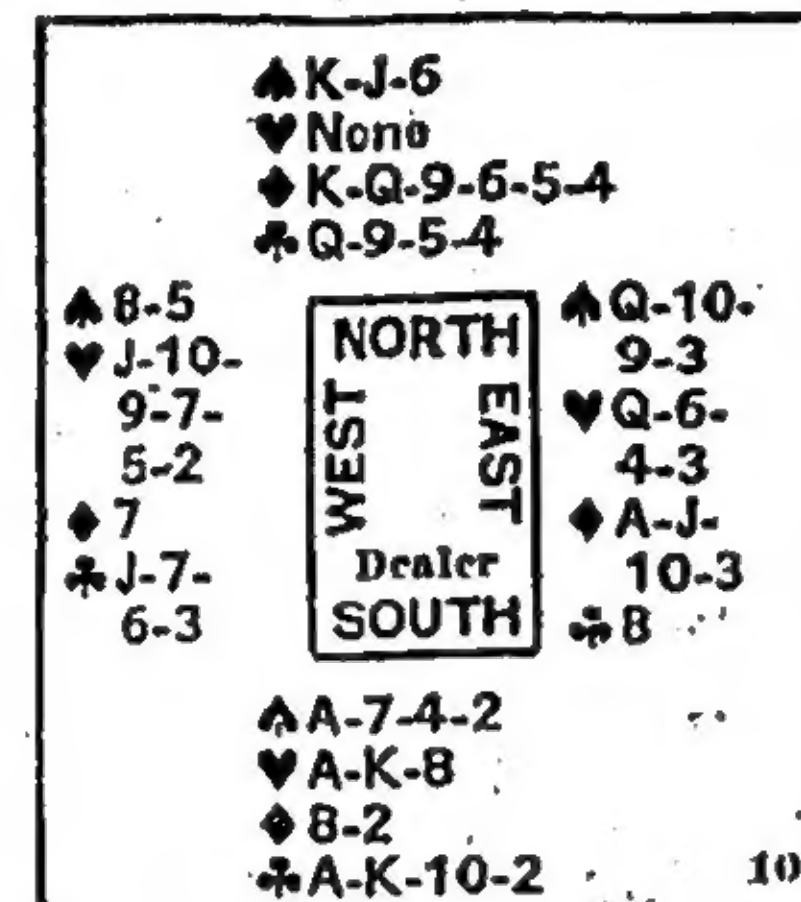 ♠K-J-6
♥None
♦K-Q-9-6-5-4
♣Q-9-5-4
♠8-5
♥J-10-
9-7-
5-2
♦7
♣J-7-
6-3
NORTH
WEST
EAST
Dealer
SOUTH
♠Q-10-
9-3
♥Q-6-
4-3
♦A-J-
10-3
♣8
♠A-7-4-2
♥A-K-8
♦8-2
♣A-K-10-2
10